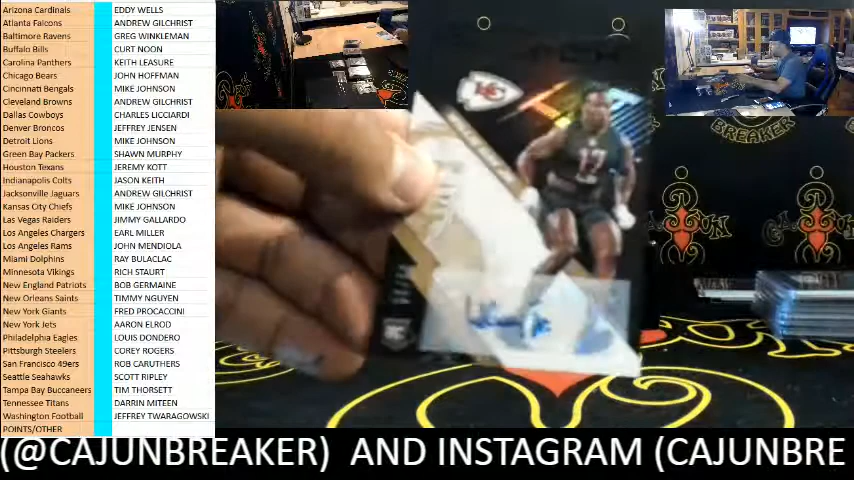 Arizona Cardinals EDDY WELLS
Atlanta Falcons ANDREW GILCHRIST
Baltimore Ravens GREG WINKLEMAN
Buffalo Bills CURT NOON
Carolina Panthers KEITH LEASURE
Chicago Bears JOHN HOFFMAN
Cincinnati Bengals MIKE JOHNSON
Cleveland Browns ANDREW GILCHRIST
Dallas Cowboys CHARLES LICCIARDI
Denver Broncos JEFFREY JENSEN
Detroit Lions MIKE JOHNSON
Green Bay Packers SHAWN MURPHY
Houston Texans JEREMY KOTT
Indianapolis Colts JASON KEITH
Jacksonville Jaguars ANDREW GILCHRIST
Kansas City Chiefs MIKE JOHNSON
Las Vegas Raiders JIMMY GALLARDO
Los Angeles Chargers EARL MILLER
Los Angeles Rams JOHN MENDIOLA
Miami Dolphins RAY BULACLAC
Minnesota Vikings RICH STAURT
New England Patriots BOB GERMAINE
New Orleans Saints TIMMY NGUYEN
New York Giants FRED PROCACCINI
New York Jets AARON ELROD
Philadelphia Eagles LOUIS DONDERO
Pittsburgh Steelers COREY ROGERS
San Francisco 49ers ROB CARUTHERS
Seattle Seahawks SCOTT RIPLEY
Tampa Bay Buccaneers TIM THORSETT
Tennessee Titans DARRIN MITEEN
Washington Football JEFFREY TWARAGOWSKI
POINTS/OTHER
BREAKER
(@CAJUNBREAKER) AND INSTAGRAM (CAJUNBRE